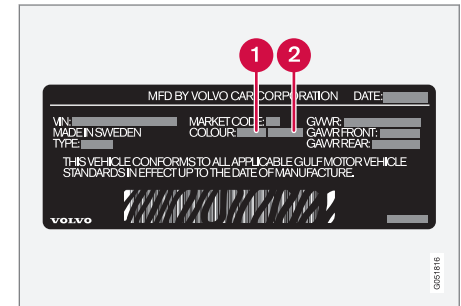 1 2
MFD BY VOLVO CAR CORPORATION DATE:
VIN: MARKET CODE: GVWR:
MADE IN SWEDEN COLOUR: GAWR FRONT:
TYPE: GAWR REAR:
THIS VEHICLE CONFORMS TO ALL APPLICABLE GULF MOTOR VEHICLE
STANDARDS IN EFFECT UP TO THE DATE OF MANUFACTURE.
VOLVO
G051816